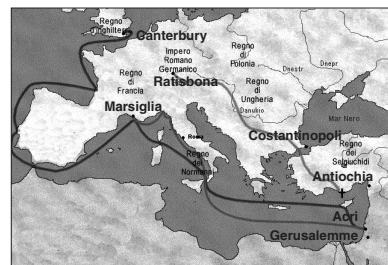 Regno
d'Inghilterra
Canterbury
Impero
Romano
Germanico
Regno
di
Polonia
Dnestr
Dnepr
Ratisbona
Regno
di
Francia
Regno
di
Ungheria
Marsiglia
Danubio
Mar Nero
Roma
Costantinopoli
Regno
dei
Normanni
Regno
dei
Selgiuchidi
Antiochia
Acri
Gerusalemme